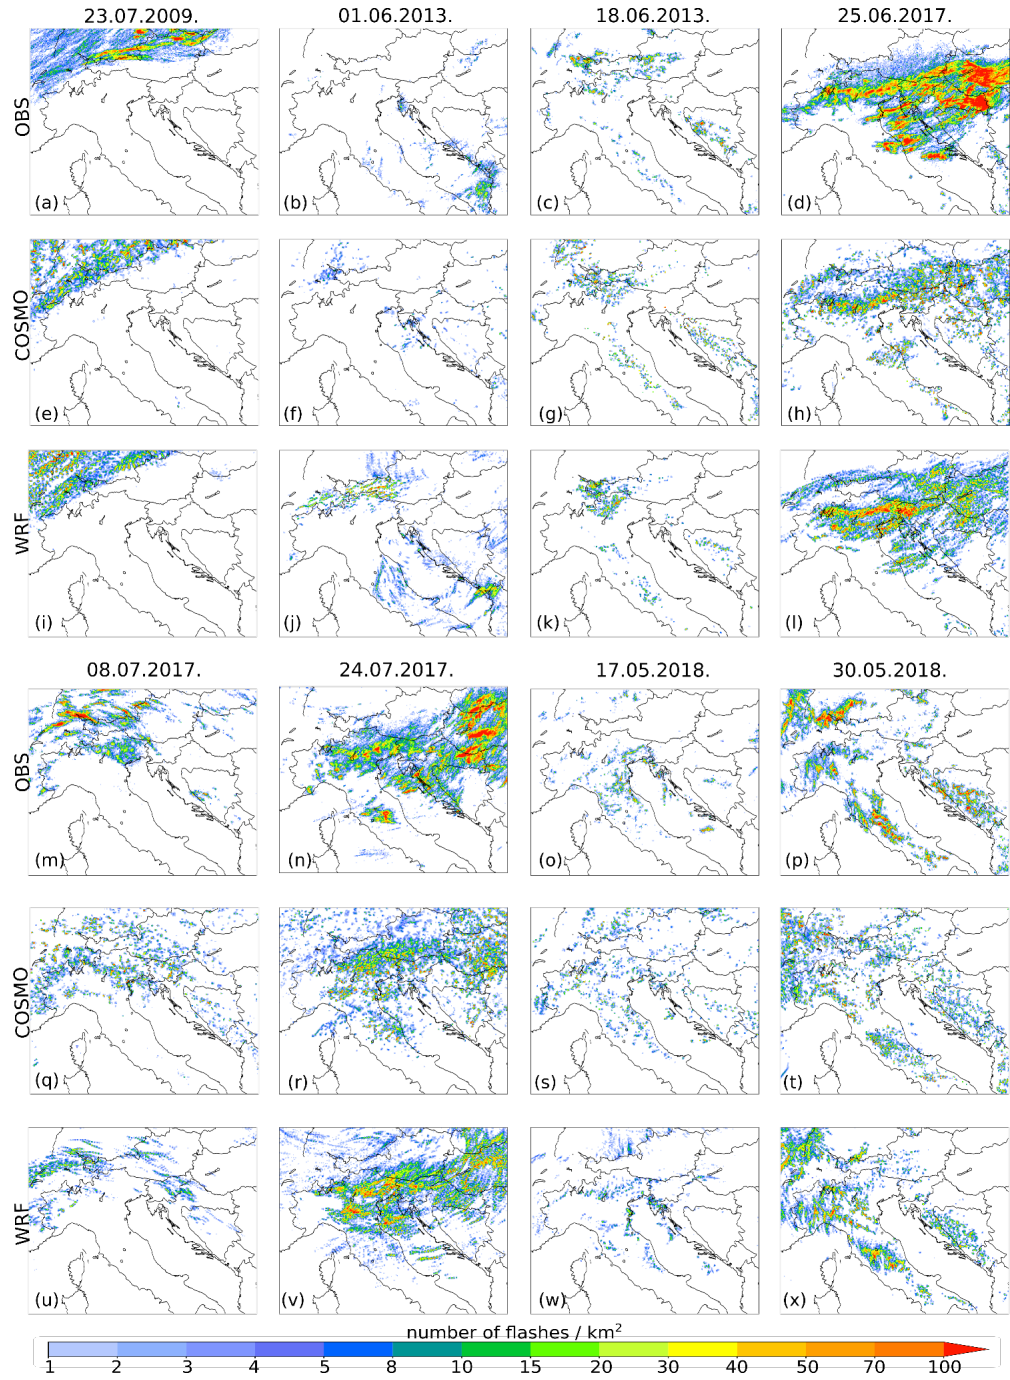 23.07.2009. 01.06.2013. 18.06.2013. 25.06.2017.
OBS
(a) (b) (c) (d)
COSMO
(e) (f) (g) (h)
WRF
(i) (j) (k) (l)
08.07.2017. 24.07.2017. 17.05.2018. 30.05.2018.
OBS
(m) (n) (o) (p)
COSMO
(q) (r) (s) (t)
WRF
(u) (v) (w) (x)
number of flashes / km²
1 2 3 4 5 8 10 15 20 30 40 50 70 100